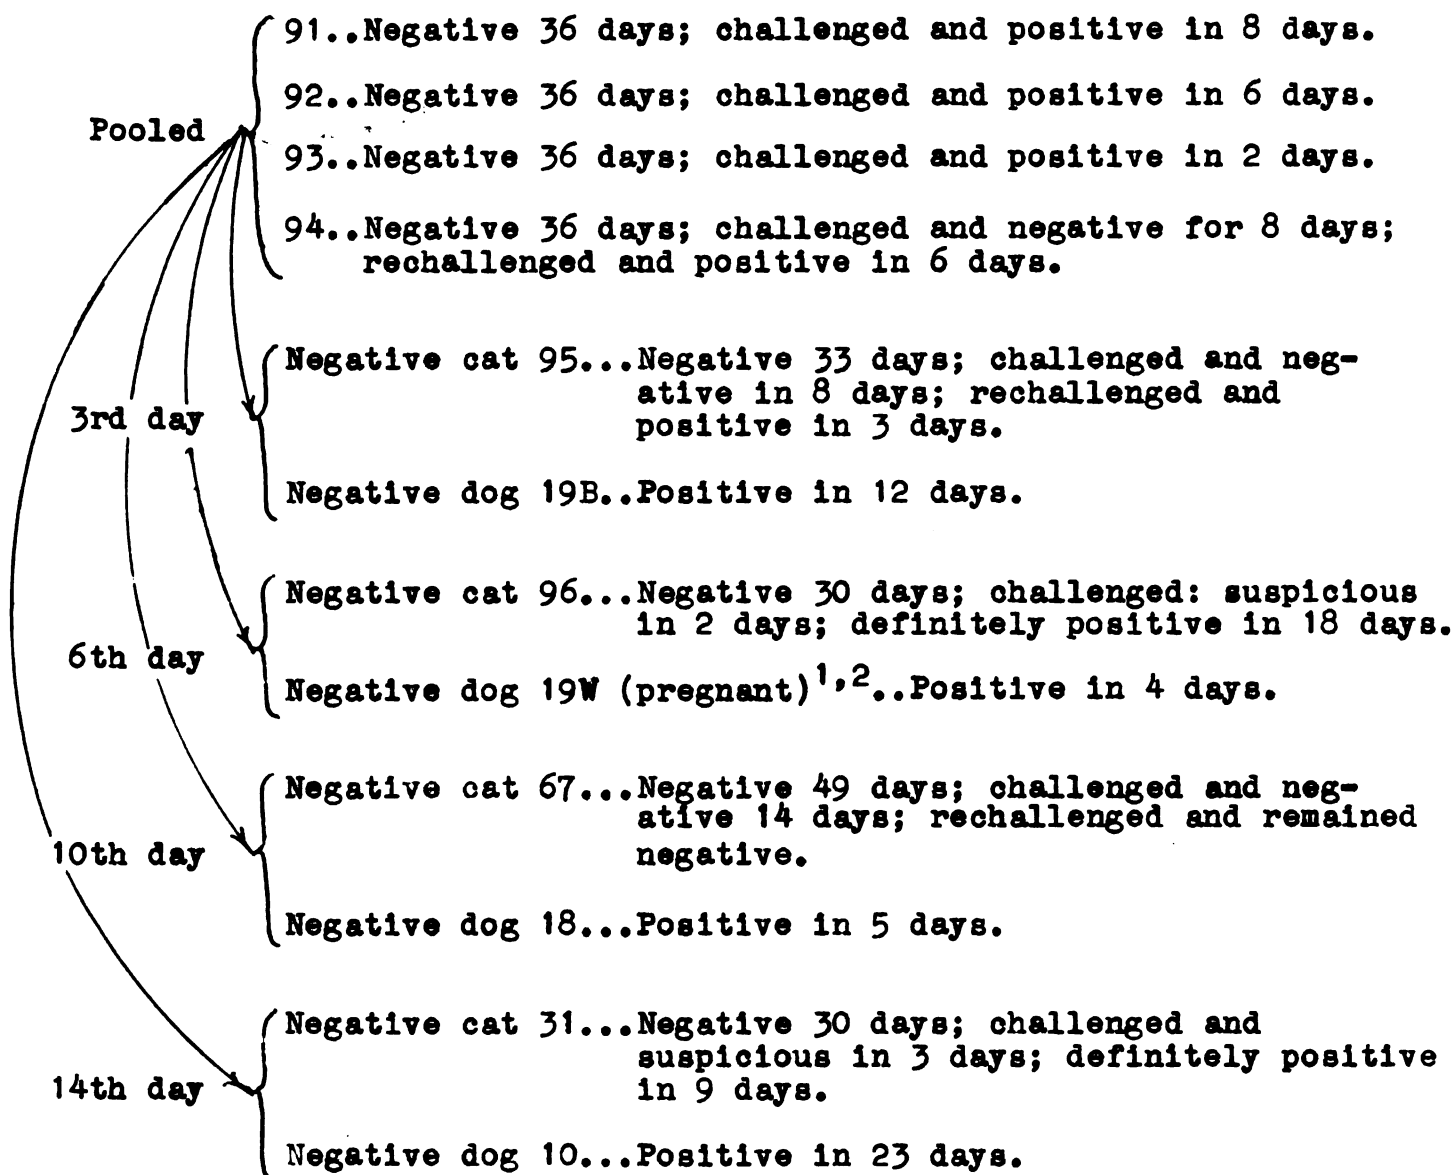 91..Negative 36 days; challenged and positive in 8 days.
92..Negative 36 days; challenged and positive in 6 days.
Pooled
93..Negative 36 days; challenged and positive in 2 days.
94..Negative 36 days; challenged and negative for 8 days;
rechallenged and positive in 6 days.
Negative cat 95...Negative 33 days; challenged and neg-
ative in 8 days; rechallenged and
3rd day
positive in 3 days.
Negative dog 19B..Positive in 12 days.
Negative cat 96...Negative 30 days; challenged: suspicious
in 2 days; definitely positive in 18 days.
6th day
Negative dog 19W (pregnant)1,2..Positive in 4 days.
Negative cat 67...Negative 49 days; challenged and neg-
ative 14 days; rechallenged and remained
10th day
negative.
Negative dog 18...Positive in 5 days.
Negative cat 31...Negative 30 days; challenged and
suspicious in 3 days; definitely positive
14th day
in 9 days.
Negative dog 10...Positive in 23 days.